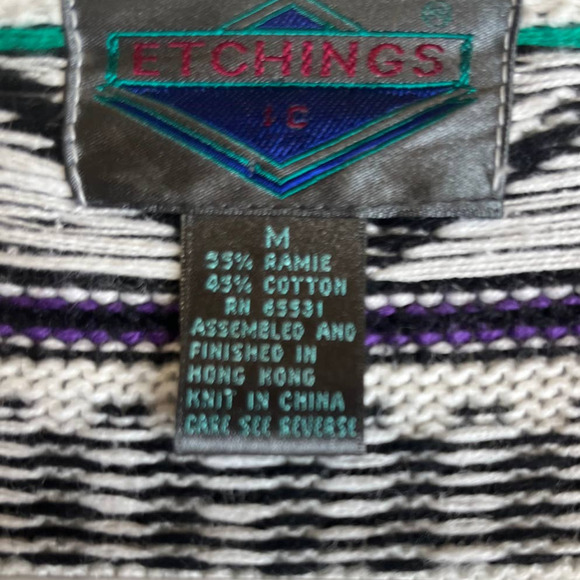 ETCHINGS
I C
M
55% RAMIE
45% COTTON
RN 65531
ASSEMBLED AND
FINISHED IN
HONG KONG
KNIT IN CHINA
CARE SEE REVERSE